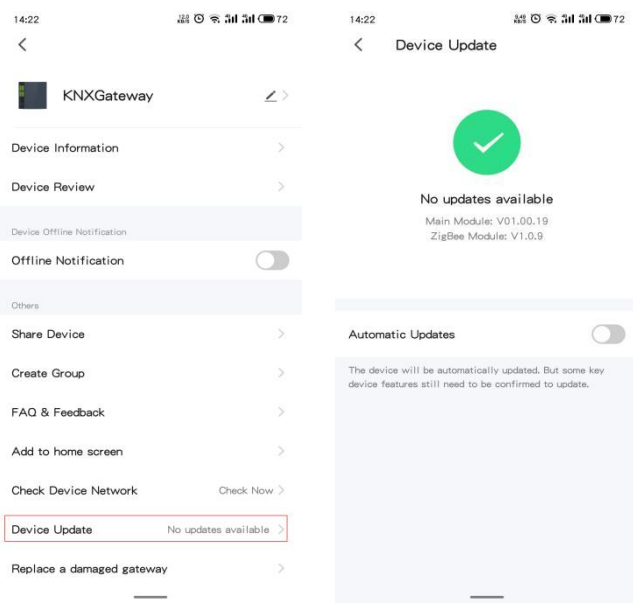 14:22
72
KNXGateway
Device Information
Device Review
Device Offline Notification
Offline Notification
Others
Share Device
Create Group
FAQ & Feedback
Add to home screen
Check Device Network Check Now
Device Update No updates available
Replace a damaged gateway
14:22
72
Device Update
No updates available
Main Module: V01.00.19
ZigBee Module: V1.0.9
Automatic Updates
The device will be automatically updated. But some key
device features still need to be confirmed to update.